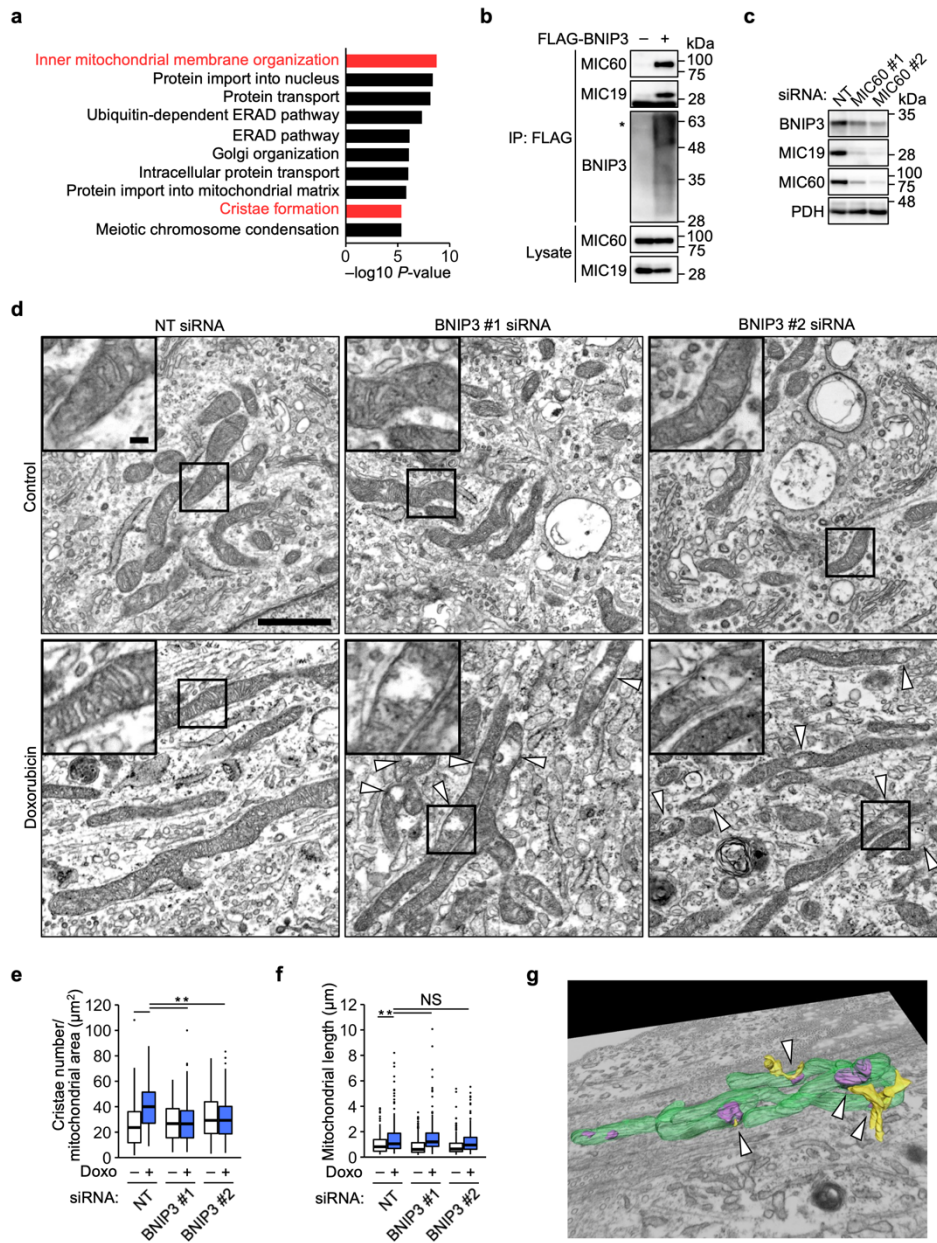 a
Inner mitochondrial membrane organization
Protein import into nucleus
Protein transport
Ubiquitin-dependent ERAD pathway
ERAD pathway
Golgi organization
Intracellular protein transport
Protein import into mitochondrial matrix
Cristae formation
Meiotic chromosome condensation
0 5 10
–log10 P-value
b
FLAG-BNIP3 – + kDa
IP: FLAG
MIC60 100 75
MIC19 28
BNIP3 * 63 48 35 28
Lysate
MIC60 100 75
MIC19 28
c
siRNA: NT MIC60 #1 MIC60 #2 kDa
BNIP3 35
MIC19 28
MIC60 100 75
PDH 48
d
NT siRNA BNIP3 #1 siRNA BNIP3 #2 siRNA
Control
Doxorubicin
e
Cristae number/
mitochondrial area (μm²)
120
100
80
60
40
20
0
**
Doxo – + – + – +
siRNA: NT BNIP3 #1 BNIP3 #2
f
Mitochondrial length (μm)
12
10
8
6
4
2
0
** NS
Doxo – + – + – +
siRNA: NT BNIP3 #1 BNIP3 #2
g